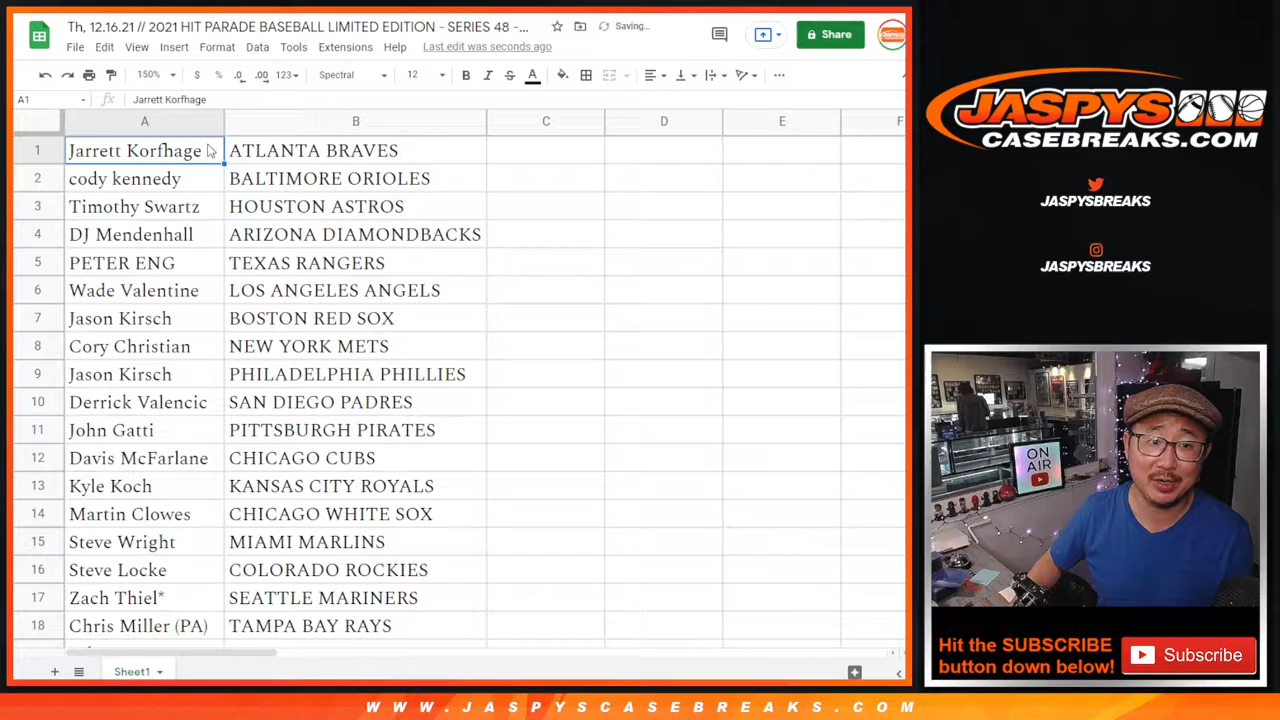 Th, 12.16.21 // 2021 HIT PARADE BASEBALL LIMITED EDITION - SERIES 48 -...
Saving...
Share
File Edit View Insert Format Data Tools Extensions Help Last edit was seconds ago
150% $ % .0 .00 123 Spectral 12 B I S A
A1 fx Jarrett Korfhage
A B C D E F
1 Jarrett Korfhage ATLANTA BRAVES
2 cody kennedy BALTIMORE ORIOLES
3 Timothy Swartz HOUSTON ASTROS
4 DJ Mendenhall ARIZONA DIAMONDBACKS
5 PETER ENG TEXAS RANGERS
6 Wade Valentine LOS ANGELES ANGELS
7 Jason Kirsch BOSTON RED SOX
8 Cory Christian NEW YORK METS
9 Jason Kirsch PHILADELPHIA PHILLIES
10 Derrick Valencic SAN DIEGO PADRES
11 John Gatti PITTSBURGH PIRATES
12 Davis McFarlane CHICAGO CUBS
13 Kyle Koch KANSAS CITY ROYALS
14 Martin Clowes CHICAGO WHITE SOX
15 Steve Wright MIAMI MARLINS
16 Steve Locke COLORADO ROCKIES
17 Zach Thiel* SEATTLE MARINERS
18 Chris Miller (PA) TAMPA BAY RAYS
Sheet1
JASPYS
CASEBREAKS.COM
JASPYSBREAKS
JASPYSBREAKS
ON
AIR
Hit the SUBSCRIBE
button down below!
Subscribe
WWW.JASPYSCASEBREAKS.COM